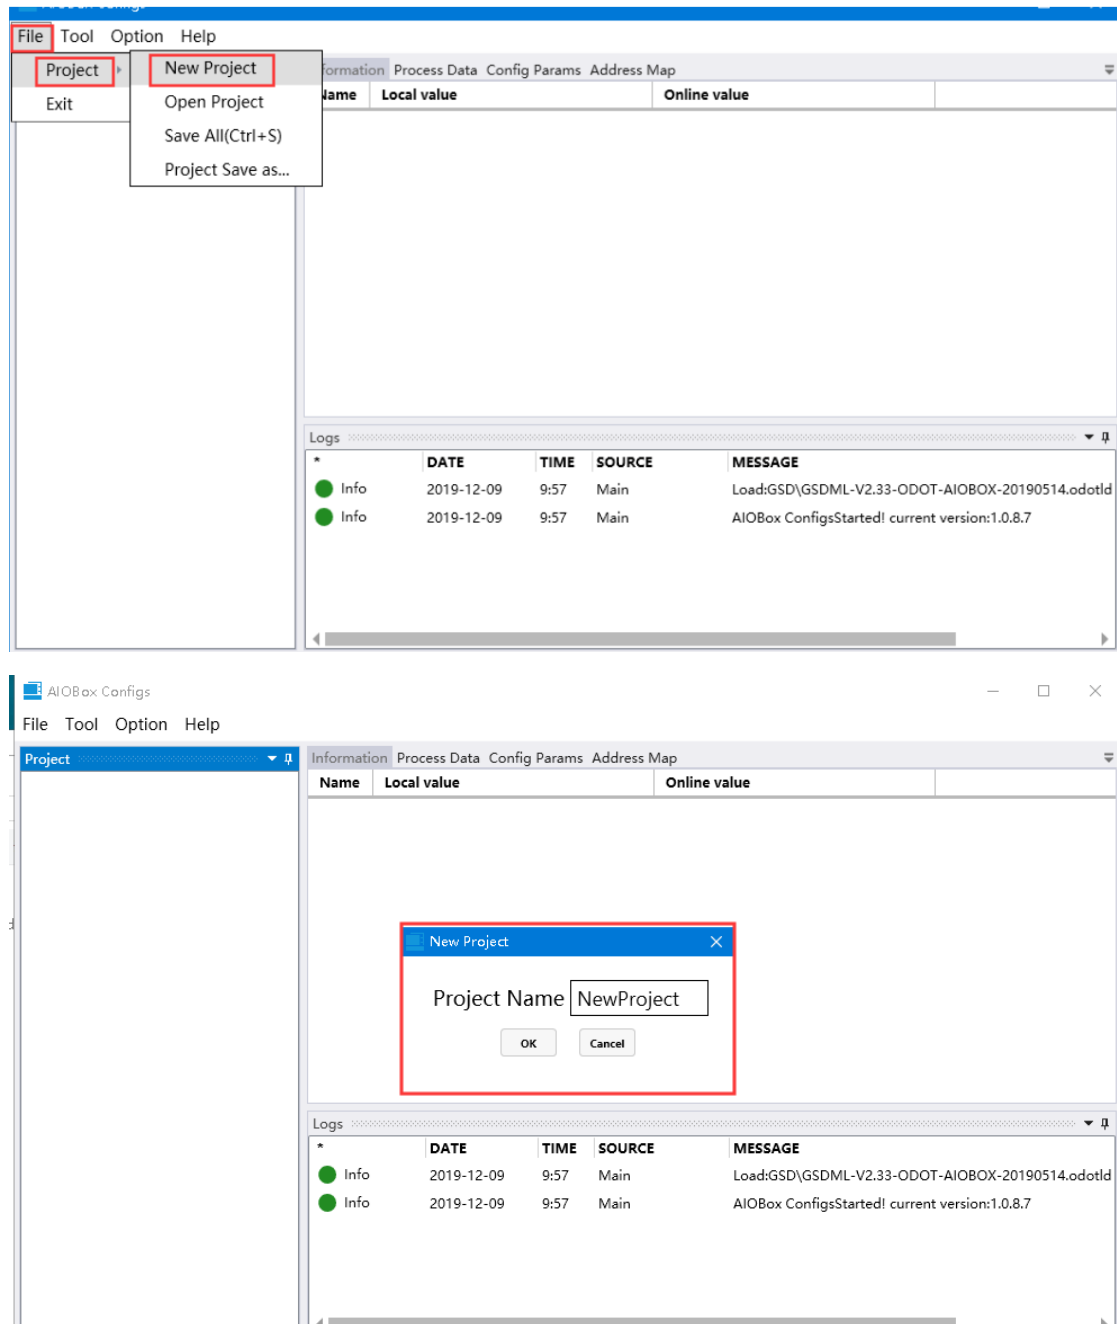 File Tool Option Help
Project New Project
Exit Open Project
Save All(Ctrl+S)
Project Save as...
Process Data Config Params Address Map
Local value Online value
Logs
* DATE TIME SOURCE MESSAGE
Info 2019-12-09 9:57 Main Load:GSD\GSDML-V2.33-ODOT-AIOBOX-20190514.odotld
Info 2019-12-09 9:57 Main AIOBox ConfigsStarted! current version:1.0.8.7
AIOBox Configs
File Tool Option Help
Project
Information Process Data Config Params Address Map
Name Local value Online value
New Project
Project Name NewProject
OK Cancel
Logs
* DATE TIME SOURCE MESSAGE
Info 2019-12-09 9:57 Main Load:GSD\GSDML-V2.33-ODOT-AIOBOX-20190514.odotld
Info 2019-12-09 9:57 Main AIOBox ConfigsStarted! current version:1.0.8.7